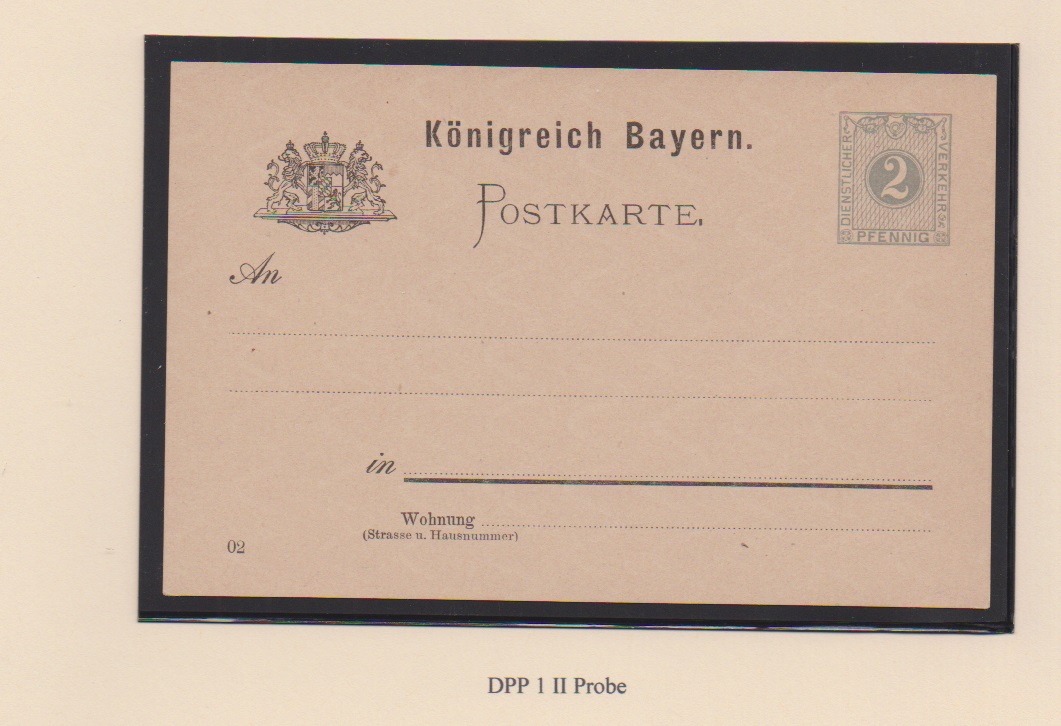 Königreich Bayern.
POSTKARTE.
DIENSTLICHER
VERKEHR
2
PFENNIG
An
in
Wohnung
(Strasse u. Hausnummer)
02
DPP 1 II Probe